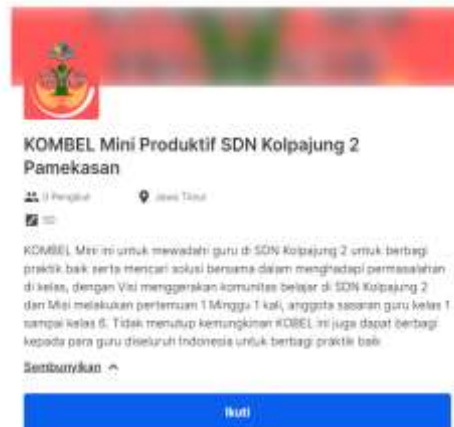 KOMBEL Mini Produktif SDN Kolpajung 2
Pamekasan
0 Pengikut Jawa Timur
SD
KOMBEL Mini ini untuk mewadahi guru di SDN Kolpajung 2 untuk berbagi
praktik baik serta mencari solusi bersama dalam menghadapi permasalahan
di kelas, dengan Visi menggerakan komunitas belajar di SDN Kolpajung 2
dan Misi melakukan pertemuan 1 Minggu 1 kali, anggota sasaran guru kelas 1
sampai kelas 6. Tidak menutup kemungkinan KOBEL ini juga dapat berbagi
kepada para guru diseluruh Indonesia untuk berbagi praktik baik
Sembunyikan
Ikuti